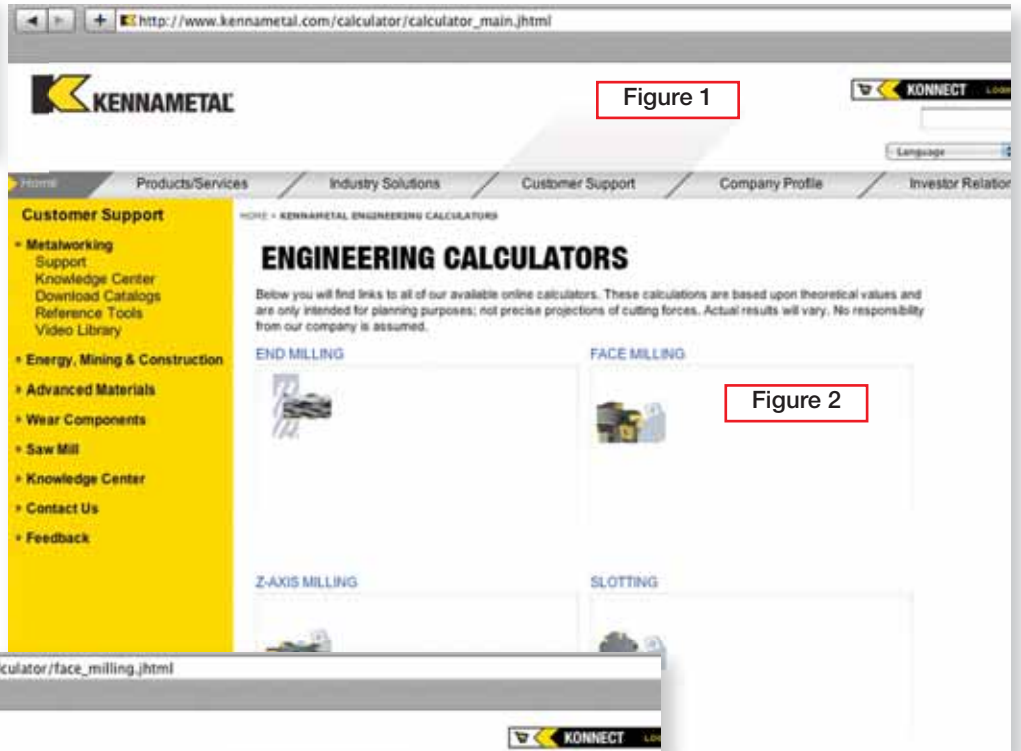 http://www.kennametal.com/calculator/calculator_main.jhtml
KENNAMETAL
Figure 1
KONNECT LOGIN
Language
Home Products/Services Industry Solutions Customer Support Company Profile Investor Relation
Customer Support
Metalworking
Support
Knowledge Center
Download Catalogs
Reference Tools
Video Library
Energy, Mining & Construction
Advanced Materials
Wear Components
Saw Mill
Knowledge Center
Contact Us
Feedback
HOME > KENNAMETAL ENGINEERING CALCULATORS
ENGINEERING CALCULATORS
Below you will find links to all of our available online calculators. These calculations are based upon theoretical values and
are only intended for planning purposes; not precise projections of cutting forces. Actual results will vary. No responsibility
from our company is assumed.
END MILLING
FACE MILLING
Figure 2
Z-AXIS MILLING
SLOTTING
culator/face_milling.jhtml
KONNECT